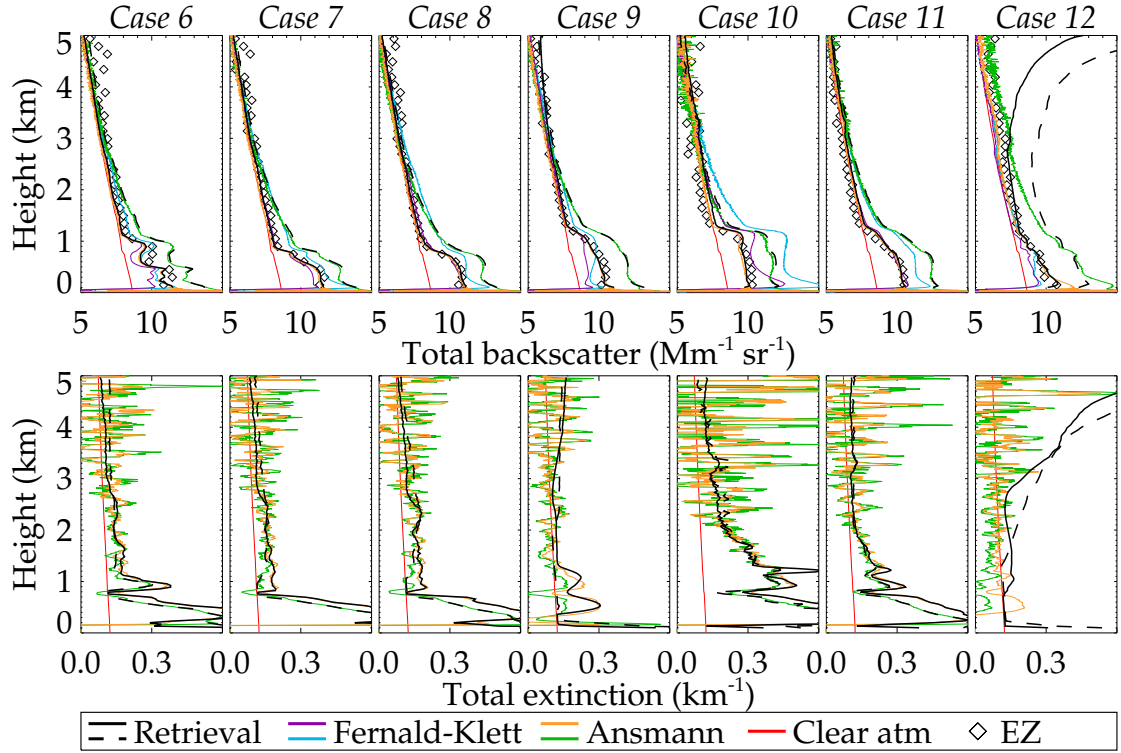 Case 6 Case 7 Case 8 Case 9 Case 10 Case 11 Case 12
5
4
3
2
1
0
Height (km)
5 10 5 10 5 10 5 10 5 10 5 10 5 10
Total backscatter (Mm⁻¹ sr⁻¹)
5
4
3
2
1
0
Height (km)
0.0 0.3 0.0 0.3 0.0 0.3 0.0 0.3 0.0 0.3 0.0 0.3 0.0 0.3
Total extinction (km⁻¹)
Retrieval Fernald-Klett Ansmann Clear atm EZ